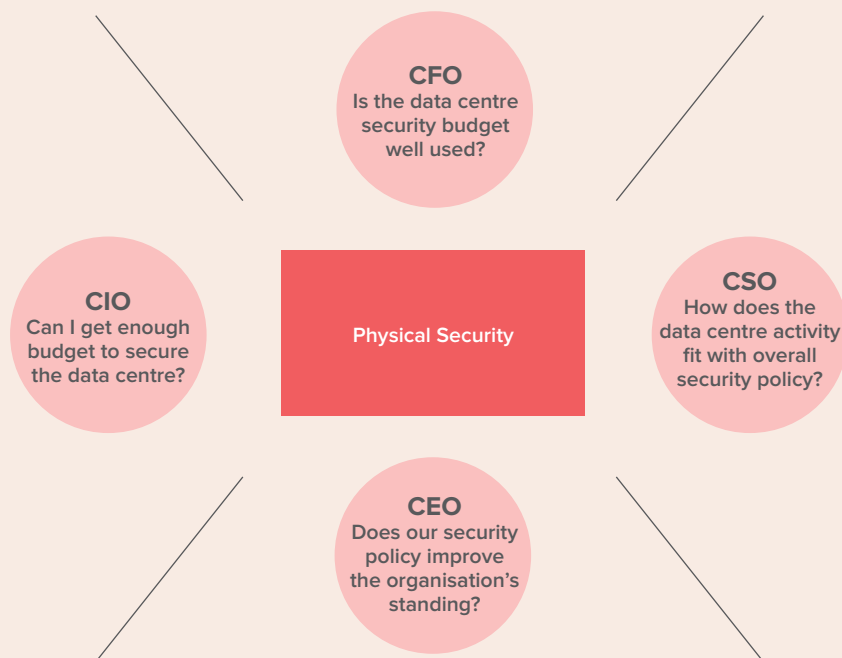 CFO
Is the data centre
security budget
well used?
CIO
Can I get enough
budget to secure
the data centre?
Physical Security
CSO
How does the
data centre activity
fit with overall
security policy?
CEO
Does our security
policy improve
the organisation’s
standing?